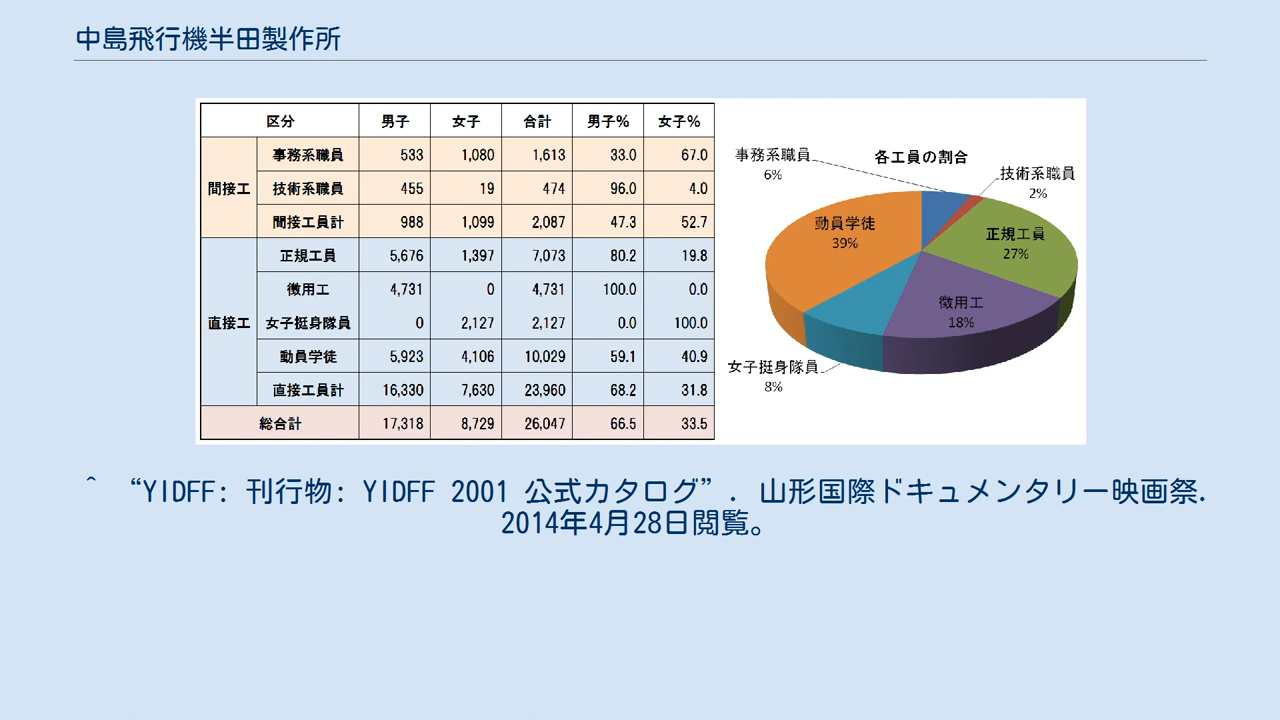 中島飛行機半田製作所
区分 男子 女子 合計 男子% 女子%
間接工
事務系職員 533 1,080 1,613 33.0 67.0
技術系職員 455 19 474 96.0 4.0
間接工員計 988 1,099 2,087 47.3 52.7
直接工
正規工員 5,676 1,397 7,073 80.2 19.8
徴用工 4,731 0 4,731 100.0 0.0
女子挺身隊員 0 2,127 2,127 0.0 100.0
動員学徒 5,923 4,106 10,029 59.1 40.9
直接工員計 16,330 7,630 23,960 68.2 31.8
総合計 17,318 8,729 26,047 66.5 33.5
各工員の割合
事務系職員
6%
技術系職員
2%
正規工員
27%
徴用工
18%
女子挺身隊員
8%
動員学徒
39%
^ “YIDFF: 刊行物: YIDFF 2001 公式カタログ”. 山形国際ドキュメンタリー映画祭.
2014年4月28日閲覧。